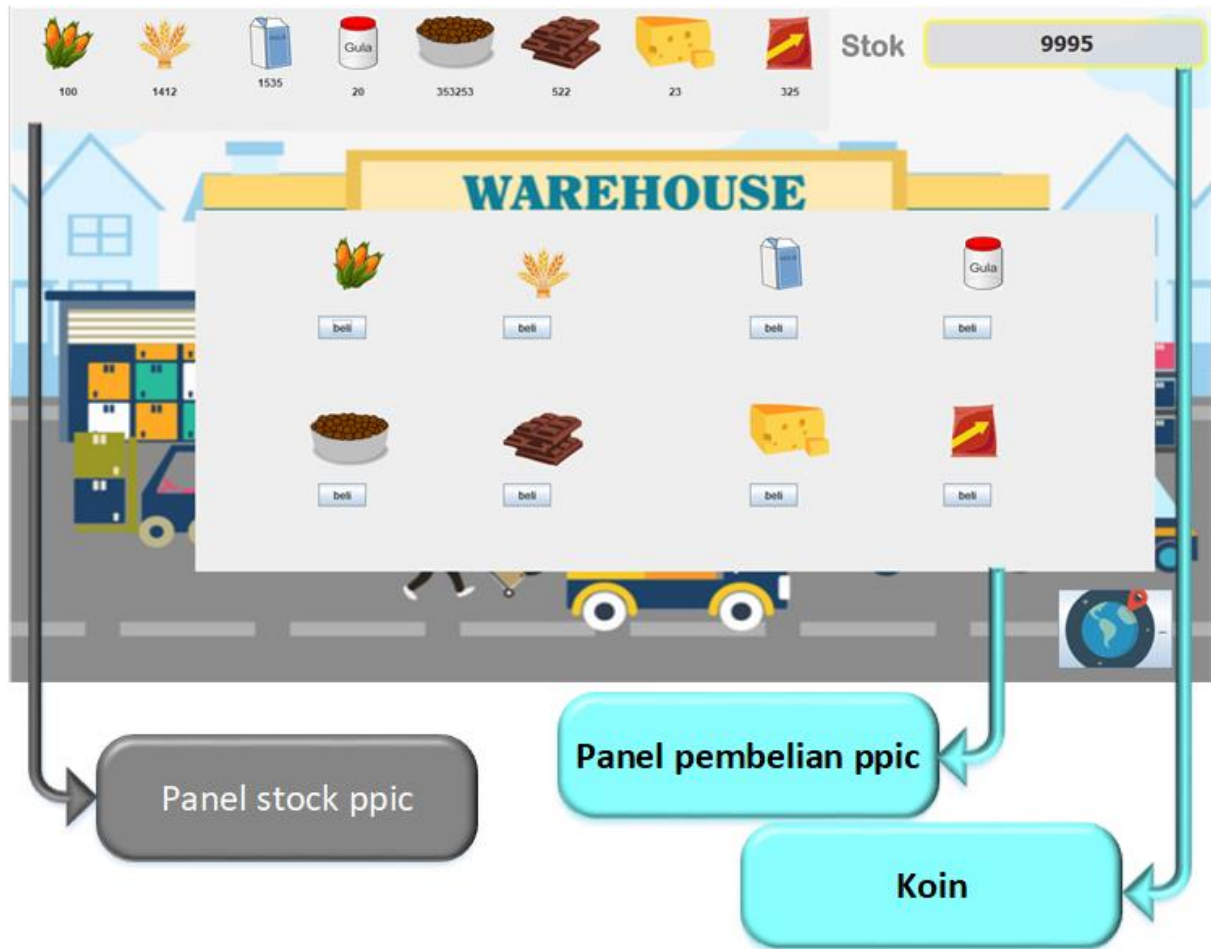 Gula
Stok
9995
100
1412
1535
20
353253
522
23
325
WAREHOUSE
Gula
beli
beli
beli
beli
beli
beli
beli
beli
Panel stock ppic
Panel pembelian ppic
Koin